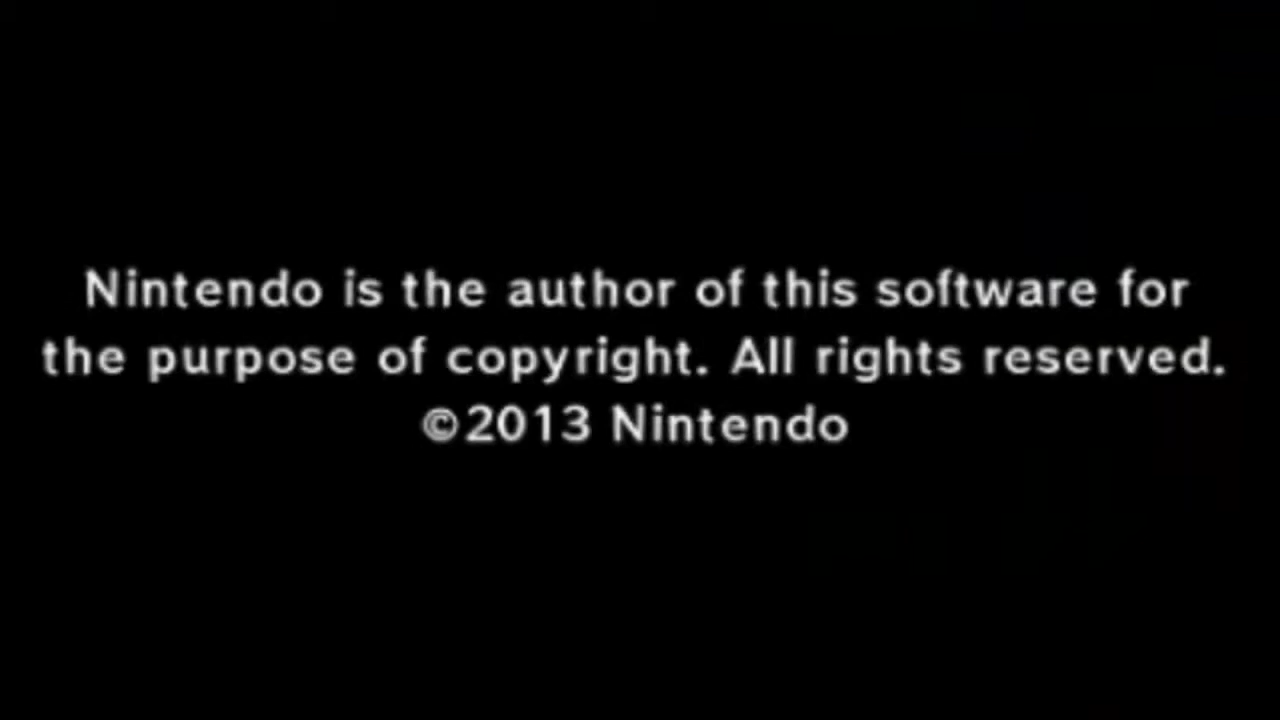 Nintendo is the author of this software for
the purpose of copyright. All rights reserved.
©2013 Nintendo